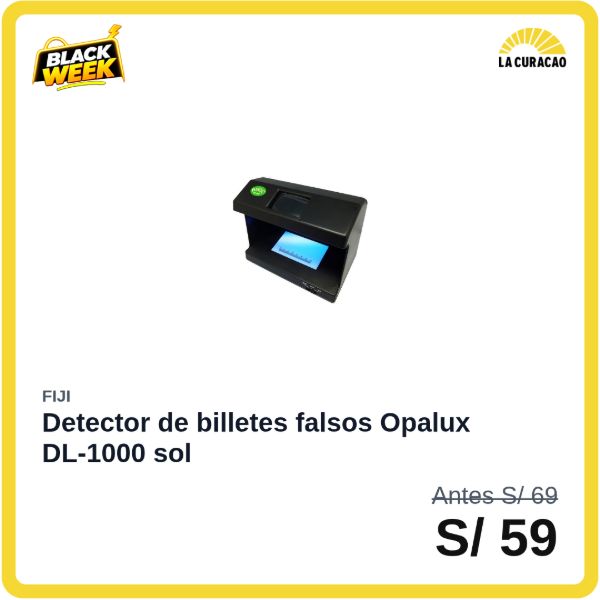 BLACK
WEEK
LA CURACAO
FIJI
Detector de billetes falsos Opalux
DL-1000 sol
Antes S/ 69
S/ 59